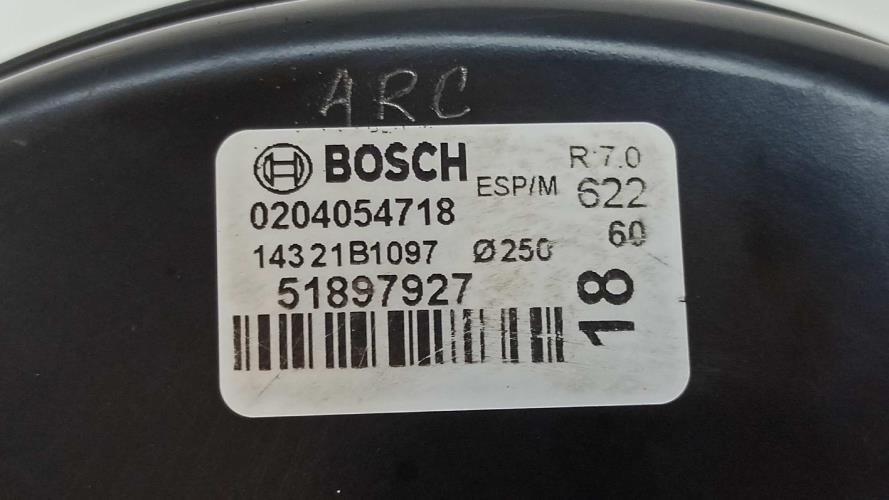 ARC
BOSCH
ESP/M
R 7.0
622
60
0204054718
14321B1097 Ø250
51897927
18